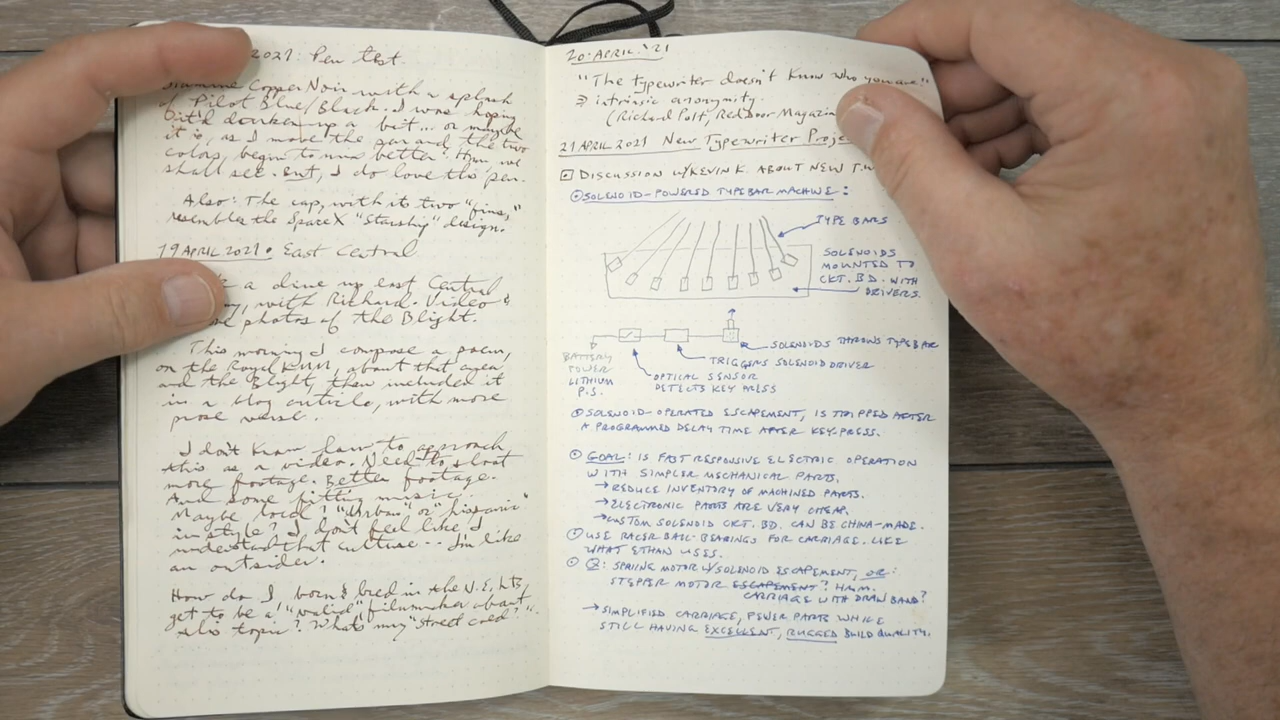 2021: Pen test.
Diamine Copper Noir with a splash
of Pilot Blue/Black. I was hoping
it'd darken up a bit... or maybe
it is, as I move the pen and the two
colors begin to mix better. Hmm, we
shall see. But, I do love this pen.
Also: The cap, with its two "fins,"
resembles the SpaceX "Starship" design.
19 APRIL 2021 • East Central
a drive up east Central
with Richard. Video &
photos of the Blight.
This morning I compose a poem,
on the Royal KMM, about that area
and the Blight, then included it
in a blog article, with more
prose verse.
I don't know how to approach
this as a video. Need to shoot
more footage. Better footage.
And some fitting music.
Maybe local? "Urban" or "hispanic"
in style? I don't feel like I
understand that culture -- I'm like
an outsider.
How do I, born & bred in the
get to be a "valid" filmmaker about
this topic? What's my "street cred?"
20 • APRIL • '21
"The typewriter doesn't know who you are."
⇒ intrinsic anonymity.
(Richard Polt, Red Door Magazin
21 APRIL 2021 New Typewriter Proje
DISCUSSION W/KEVIN K. ABOUT NEW T.W
SOLENOID-POWERED TYPEBAR MACHINE:
TYPE BARS
SOLENOIDS
MOUNTED TO
CKT. BD. WITH
DRIVERS.
SOLENOIDS THROWS TYPEBAR
TRIGGERS SOLENOID DRIVER
OPTICAL SENSOR
DETECTS KEY PRESS
BATTERY
POWER
LITHIUM
P.S.
SOLENOID-OPERATED ESCAPEMENT, IS TRIPPED AFTER
A PROGRAMMED DELAY TIME AFTER KEY-PRESS.
GOAL: IS FAST RESPONSIVE ELECTRIC OPERATION
WITH SIMPLER MECHANICAL PARTS.
→ REDUCE INVENTORY OF MACHINED PARTS.
→ ELECTRONIC PARTS ARE VERY CHEAP.
→ CUSTOM SOLENOID CKT. BD. CAN BE CHINA-MADE.
USE RACER BALL-BEARINGS FOR CARRIAGE. LIKE
WHAT ETHAN USES.
Q: SPRING MOTOR W/SOLENOID ESCAPEMENT, OR:
STEPPER MOTOR ESCAPEMENT? HMM.
CARRIAGE WITH DRAW BAND?
→ SIMPLIFIED CARRIAGE, FEWER PARTS WHILE
STILL HAVING EXCELLENT, RUGGED BUILD QUALITY.